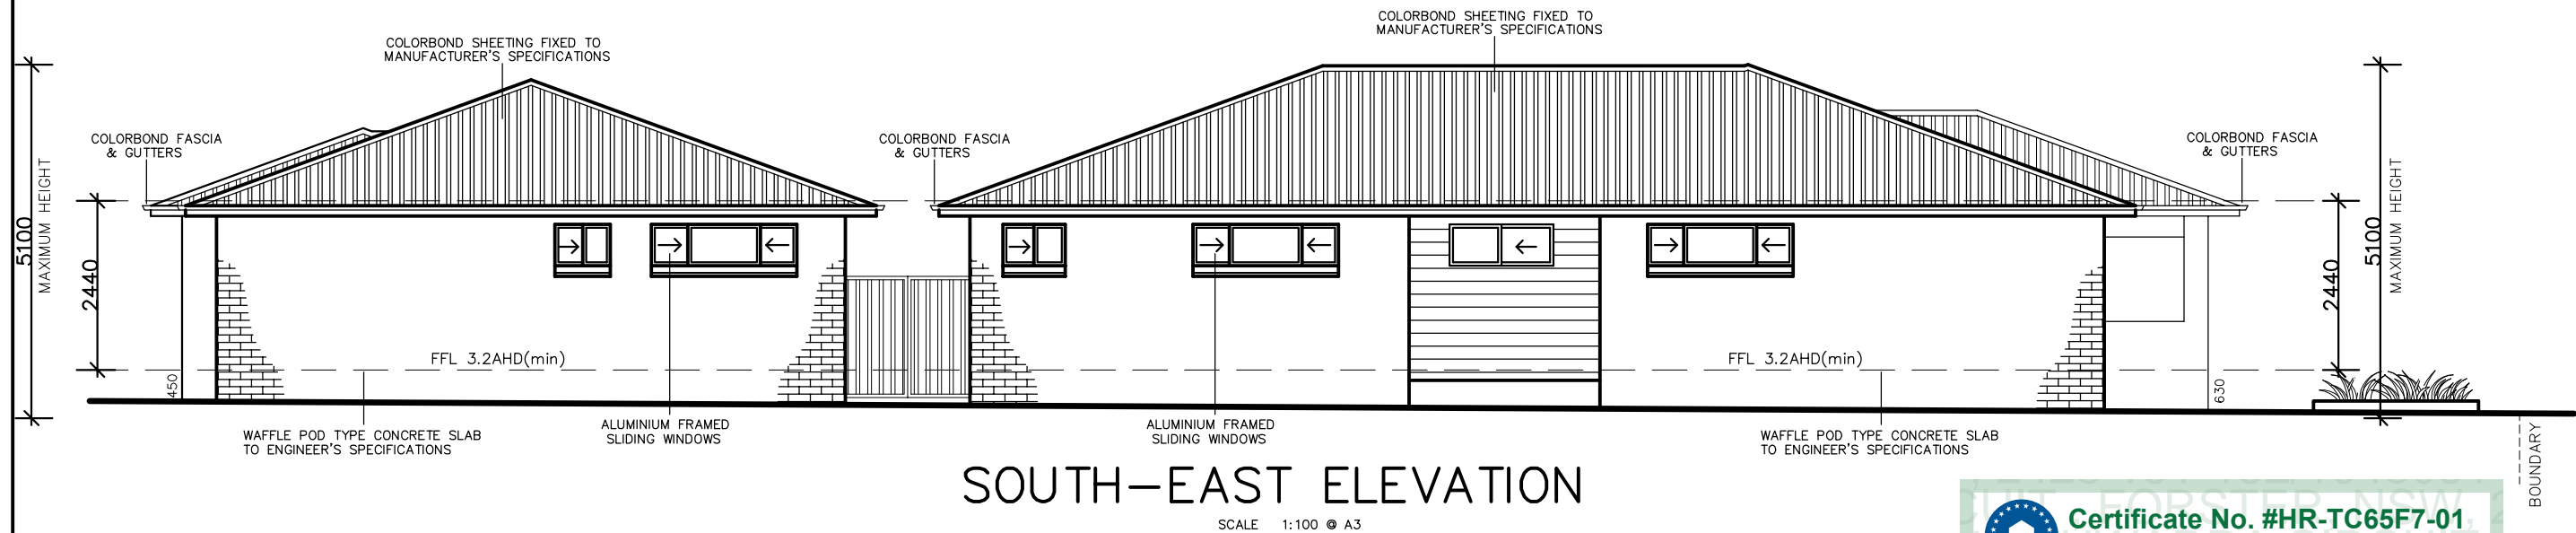 COLORBOND SHEETING FIXED TO
MANUFACTURER'S SPECIFICATIONS
COLORBOND SHEETING FIXED TO
MANUFACTURER'S SPECIFICATIONS
COLORBOND FASCIA
& GUTTERS
COLORBOND FASCIA
& GUTTERS
COLORBOND FASCIA
& GUTTERS
5100
MAXIMUM HEIGHT
2440
450
FFL 3.2AHD(min)
FFL 3.2AHD(min)
630
2440
5100
MAXIMUM HEIGHT
WAFFLE POD TYPE CONCRETE SLAB
TO ENGINEER'S SPECIFICATIONS
ALUMINIUM FRAMED
SLIDING WINDOWS
ALUMINIUM FRAMED
SLIDING WINDOWS
WAFFLE POD TYPE CONCRETE SLAB
TO ENGINEER'S SPECIFICATIONS
BOUNDARY
SOUTH-EAST ELEVATION
SCALE 1:100 @ A3
FORSTER NSW, 2
Certificate No. #HR-TC65F7-01